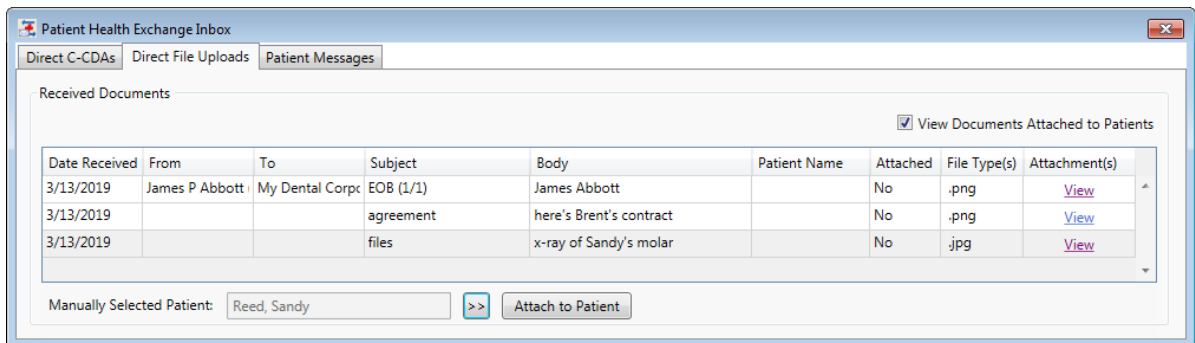 Patient Health Exchange Inbox
Direct C-CDAs Direct File Uploads Patient Messages
Received Documents
View Documents Attached to Patients
Date Received From To Subject Body Patient Name Attached File Type(s) Attachment(s)
3/13/2019 James P Abbott My Dental Corpo EOB (1/1) James Abbott No .png View
3/13/2019 agreement here's Brent's contract No .png View
3/13/2019 files x-ray of Sandy's molar No .jpg View
Manually Selected Patient: Reed, Sandy >> Attach to Patient